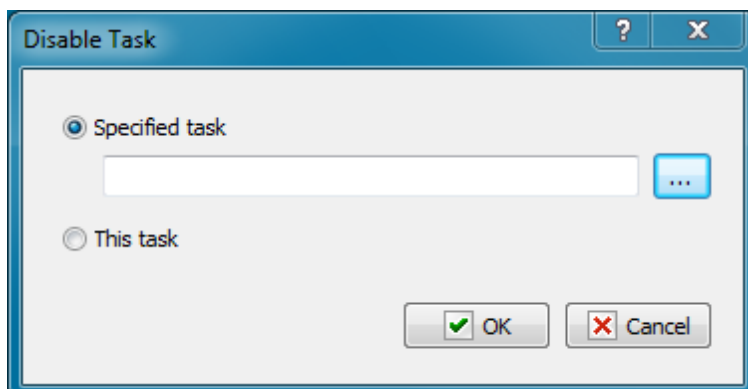 Disable Task
?
X
Specified task
...
This task
OK
Cancel